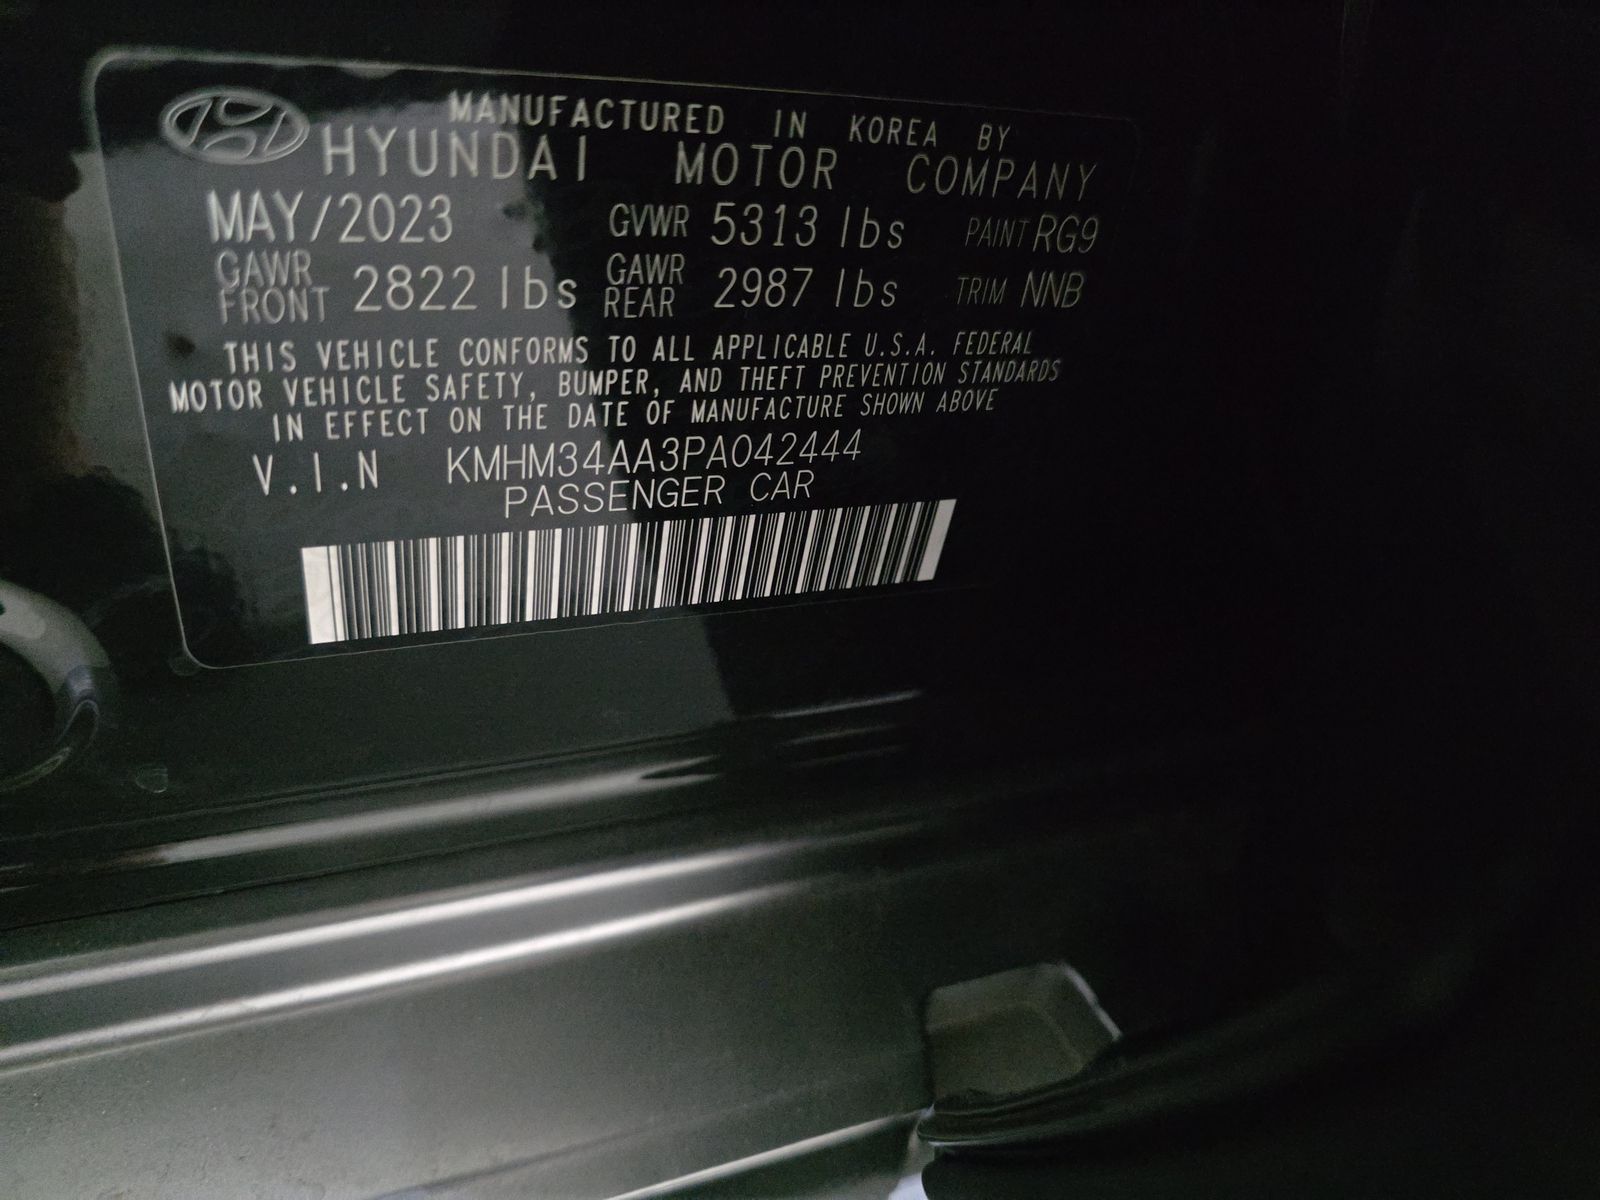 MANUFACTURED IN KOREA BY
HYUNDAI MOTOR COMPANY
MAY/2023 GVWR 5313 lbs PAINT RG9
GAWR FRONT 2822 lbs GAWR REAR 2987 lbs TRIM NNB
THIS VEHICLE CONFORMS TO ALL APPLICABLE U.S.A. FEDERAL
MOTOR VEHICLE SAFETY, BUMPER, AND THEFT PREVENTION STANDARDS
IN EFFECT ON THE DATE OF MANUFACTURE SHOWN ABOVE
V.I.N KMHM34AA3PA042444
PASSENGER CAR